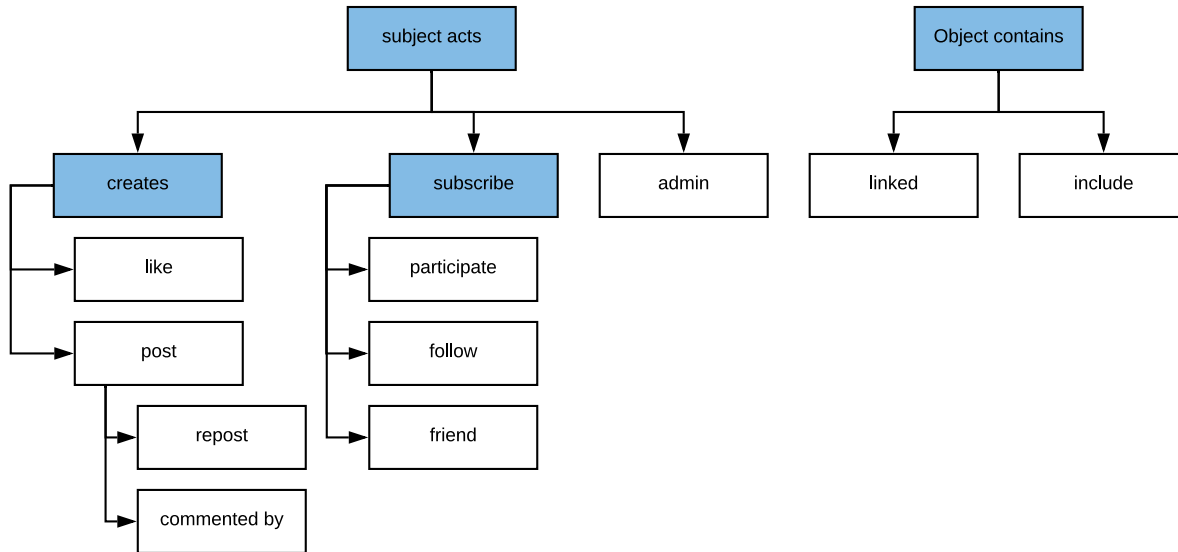 subject acts
Object contains
creates
subscribe
admin
linked
include
like
participate
post
follow
repost
friend
commented by